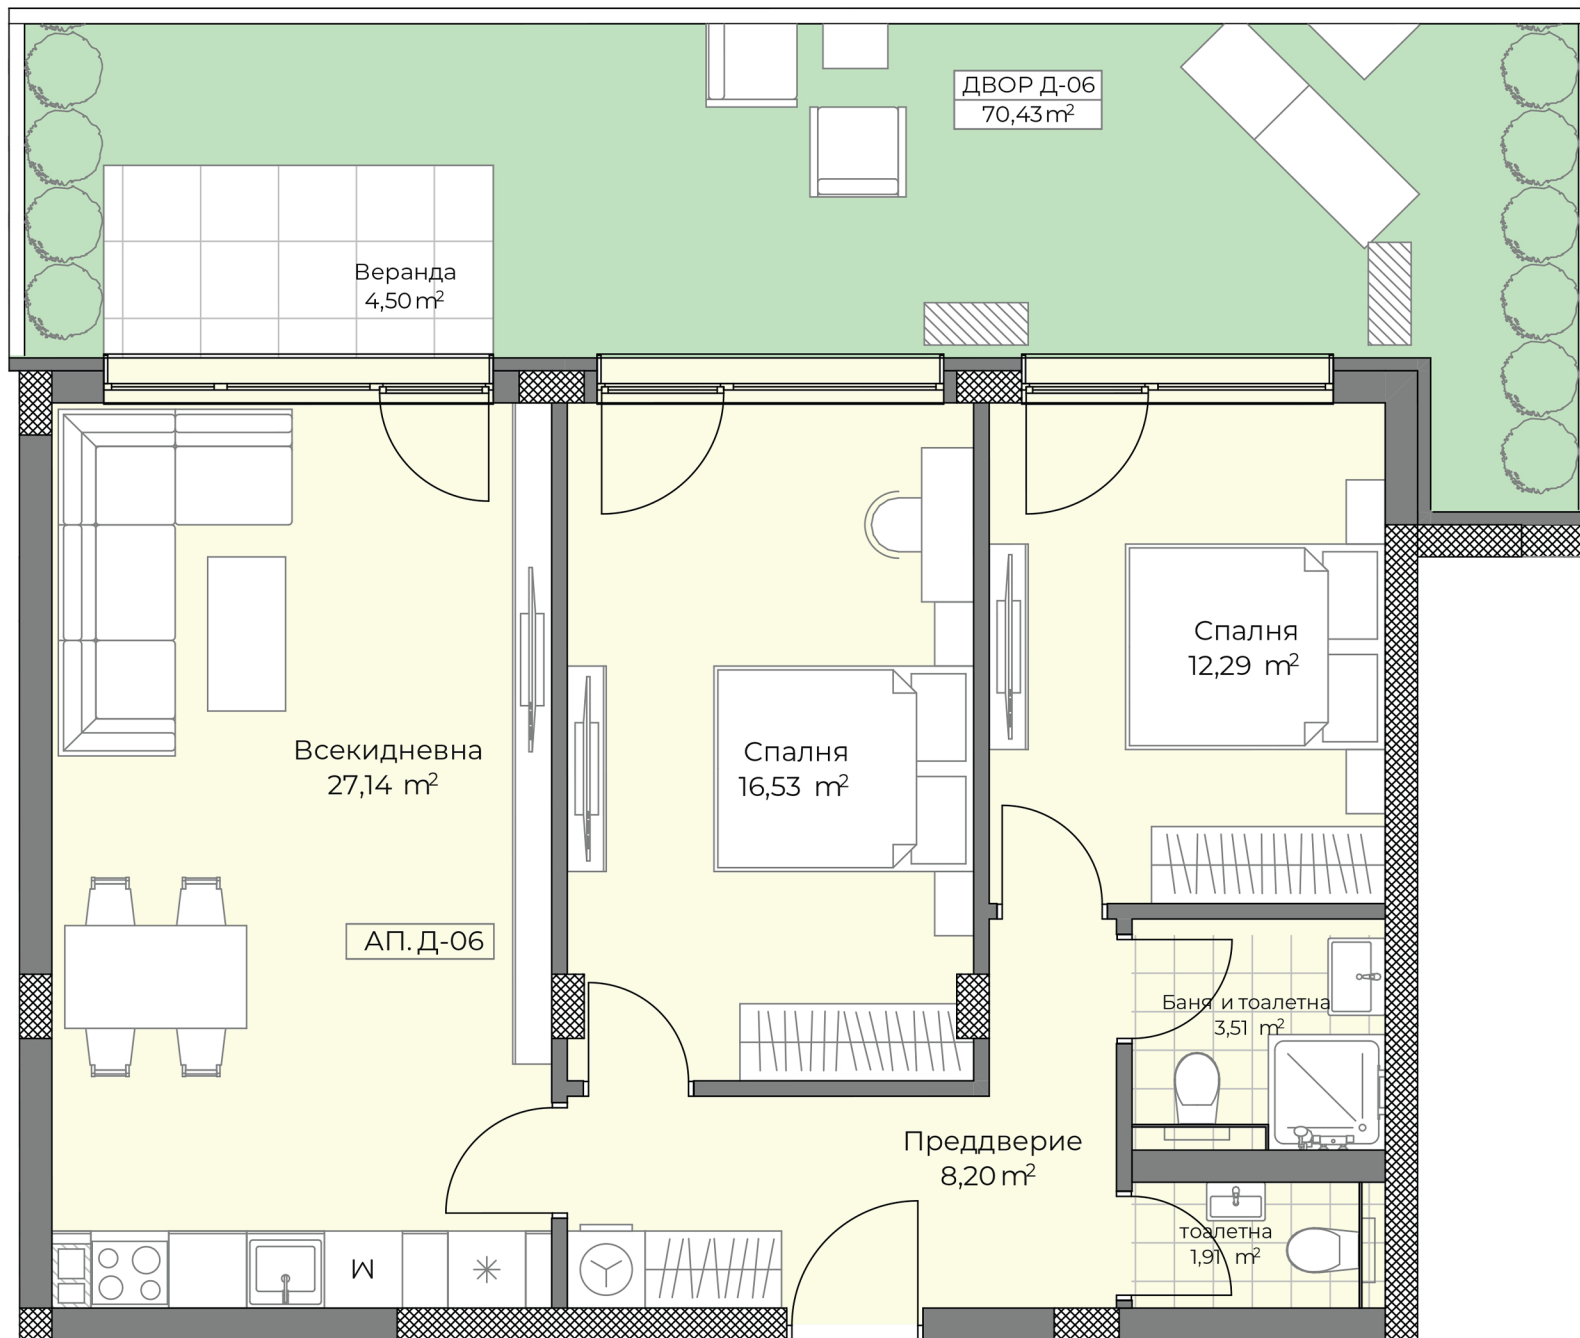 ДВОР Д-06
70,43 m²
Веранда
4,50 m²
Спалня
12,29 m²
Всекидневна
27,14 m²
Спалня
16,53 m²
АП. Д-06
Баня и тоалетна
3,51 m²
Преддверие
8,20 m²
тоалетна
1,91 m²
M